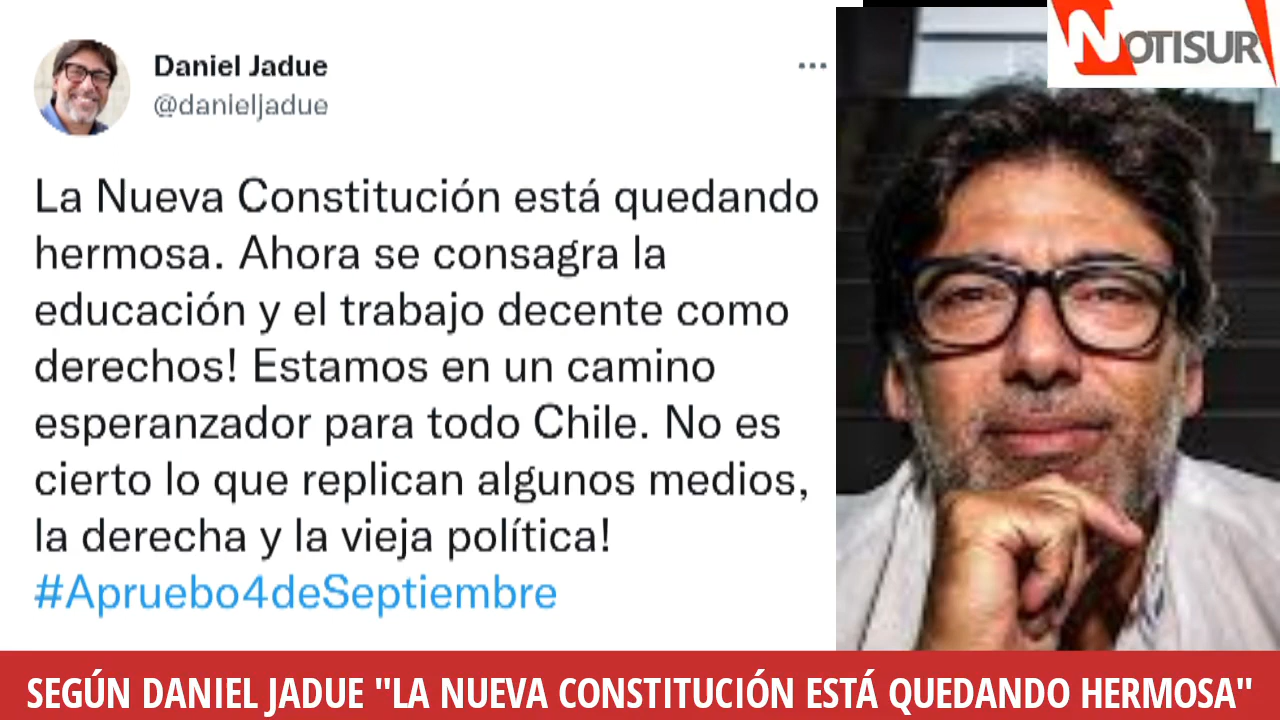 Daniel Jadue
@danieljadue
La Nueva Constitución está quedando
hermosa. Ahora se consagra la
educación y el trabajo decente como
derechos! Estamos en un camino
esperanzador para todo Chile. No es
cierto lo que replican algunos medios,
la derecha y la vieja política!
#Apruebo4deSeptiembre
NOTISUR
SEGÚN DANIEL JADUE "LA NUEVA CONSTITUCIÓN ESTÁ QUEDANDO HERMOSA"